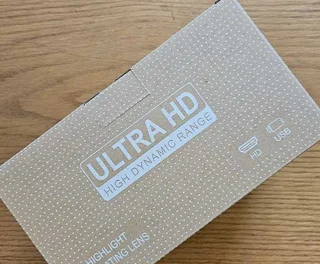 ULTRA HD
HIGH DYNAMIC RANGE
HD
USB
HIGHLIGHT
LENS